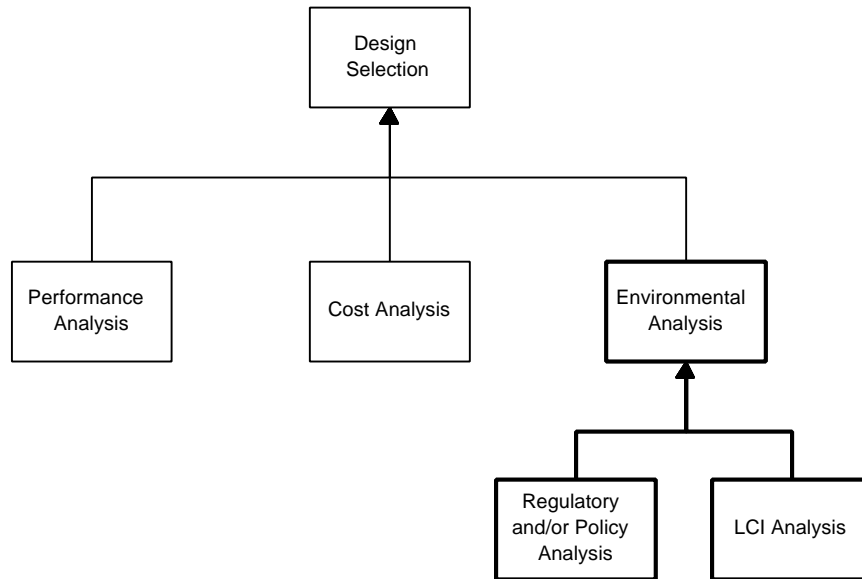 Design
Selection
Performance
Analysis
Cost Analysis
Environmental
Analysis
Regulatory
and/or Policy
Analysis
LCI Analysis